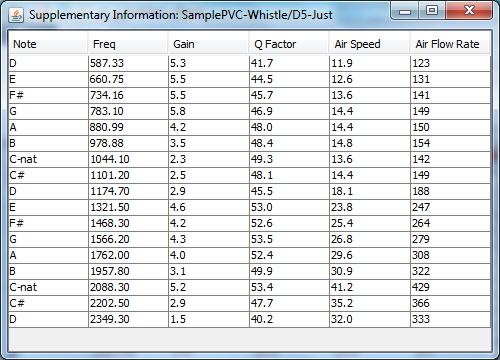 Supplementary Information: SamplePVC-Whistle/D5-Just
Note Freq Gain Q Factor Air Speed Air Flow Rate
D 587.33 5.3 41.7 11.9 123
E 660.75 5.5 44.5 12.6 131
F# 734.16 5.5 45.7 13.6 141
G 783.10 5.8 46.9 14.4 149
A 880.99 4.2 48.0 14.4 150
B 978.88 3.5 48.4 14.8 154
C-nat 1044.10 2.3 49.3 13.6 142
C# 1101.20 2.5 48.1 14.4 149
D 1174.70 2.9 45.5 18.1 188
E 1321.50 4.6 53.0 23.8 247
F# 1468.30 4.2 52.6 25.4 264
G 1566.20 4.3 53.5 26.8 279
A 1762.00 4.0 52.4 29.6 308
B 1957.80 3.1 49.9 30.9 322
C-nat 2088.30 5.2 53.4 41.2 429
C# 2202.50 2.9 47.7 35.2 366
D 2349.30 1.5 40.2 32.0 333